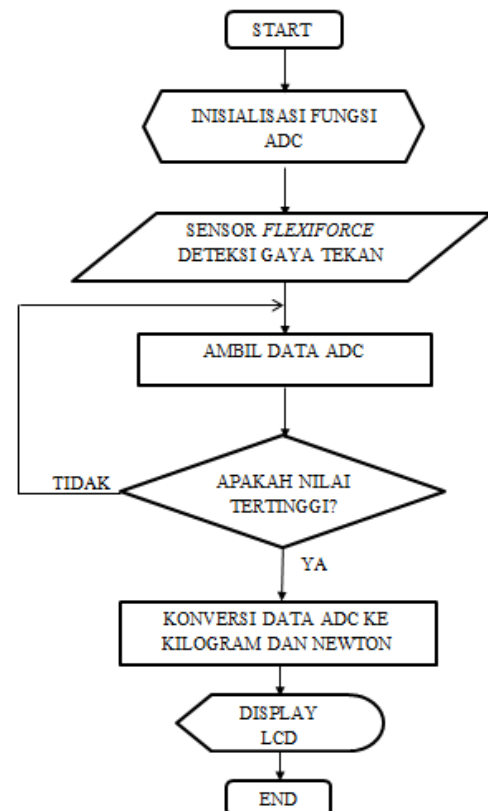 START
INISIALISASI FUNGSI
ADC
SENSOR FLEXIFORCE
DETEKSI GAYA TEKAN
AMBIL DATA ADC
APAKAH NILAI
TERTINGGI?
TIDAK
YA
KONVERSI DATA ADC KE
KILOGRAM DAN NEWTON
DISPLAY
LCD
END